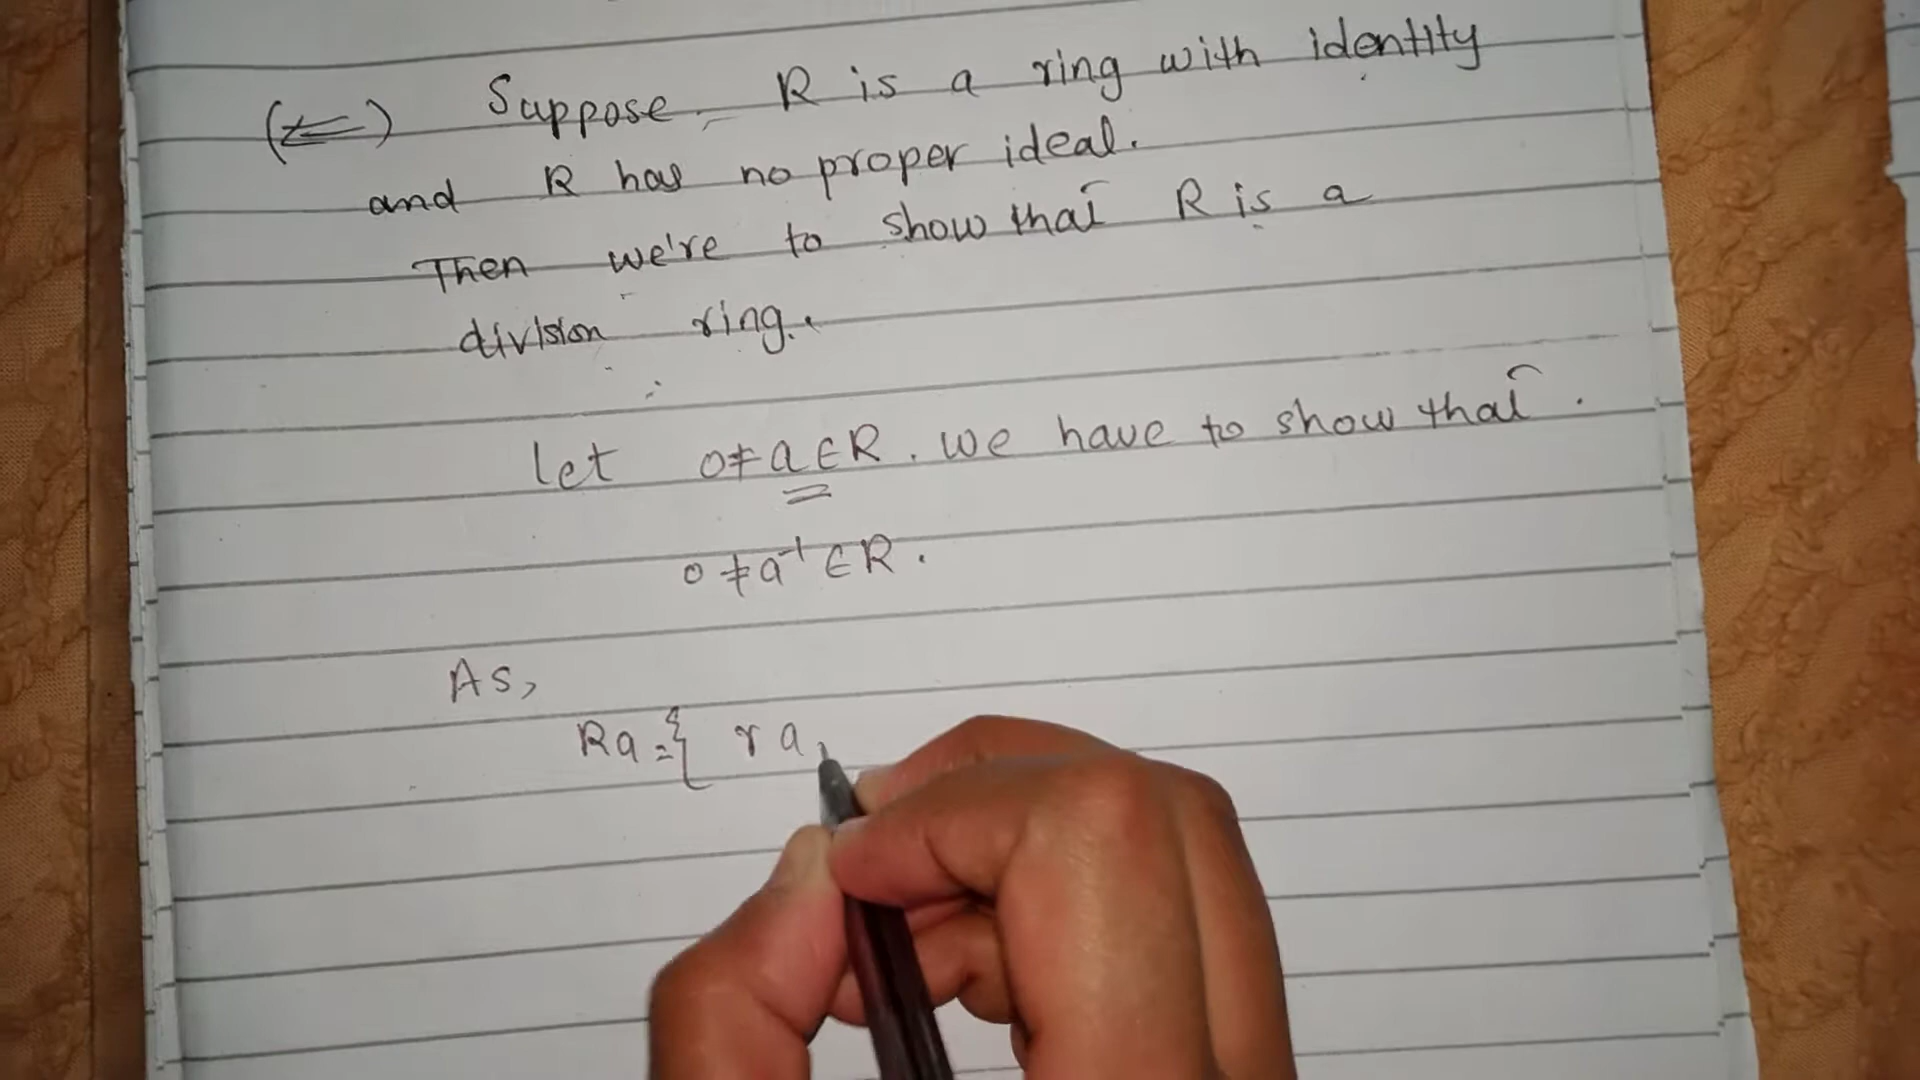 (⇐) Suppose R is a ring with identity
and R has no proper ideal.
Then we're to show that R is a
division ring.
Let 0≠a∈R. we have to show that
0≠a⁻¹∈R.
As,
Ra={ ra,